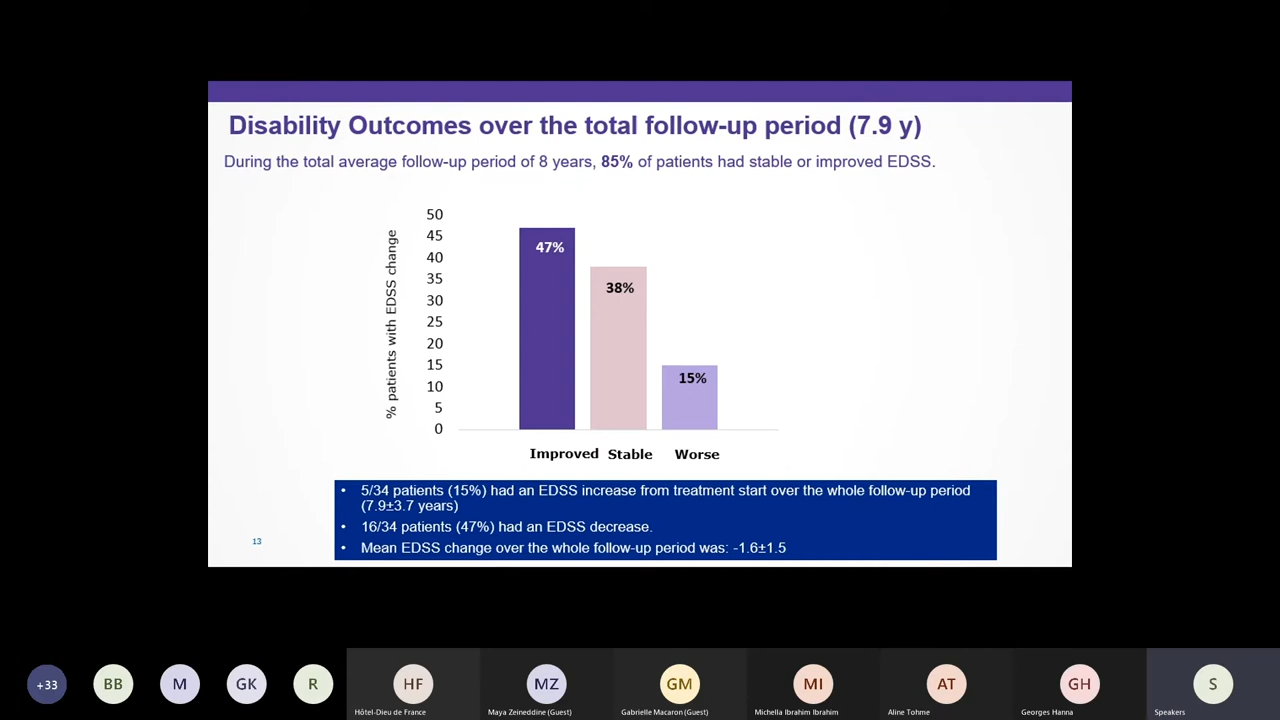 Disability Outcomes over the total follow-up period (7.9 y)
During the total average follow-up period of 8 years, 85% of patients had stable or improved EDSS.
% patients with EDSS change
50
45
40
35
30
25
20
15
10
5
0
47%
38%
15%
Improved Stable Worse
• 5/34 patients (15%) had an EDSS increase from treatment start over the whole follow-up period
(7.9±3.7 years)
• 16/34 patients (47%) had an EDSS decrease.
• Mean EDSS change over the whole follow-up period was: -1.6±1.5
13
+33 BB M GK R HF MZ GM MI AT GH S
Hôtel-Dieu de France Maya Zeineddine (Guest) Gabrielle Macaron (Guest) Michella Ibrahim Ibrahim Aline Tohme Georges Hanna Speakers